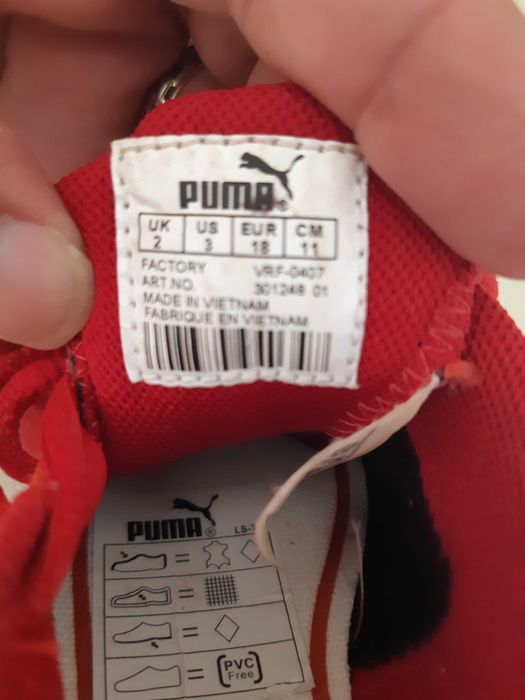 PUMA®
UK US EUR CM
2 3 18 11
FACTORY VRF-0407
ART.NO. 301248 01
MADE IN VIETNAM
FABRIQUE EN VIETNAM
PUMA®
= 
=
=
= PVC
Free